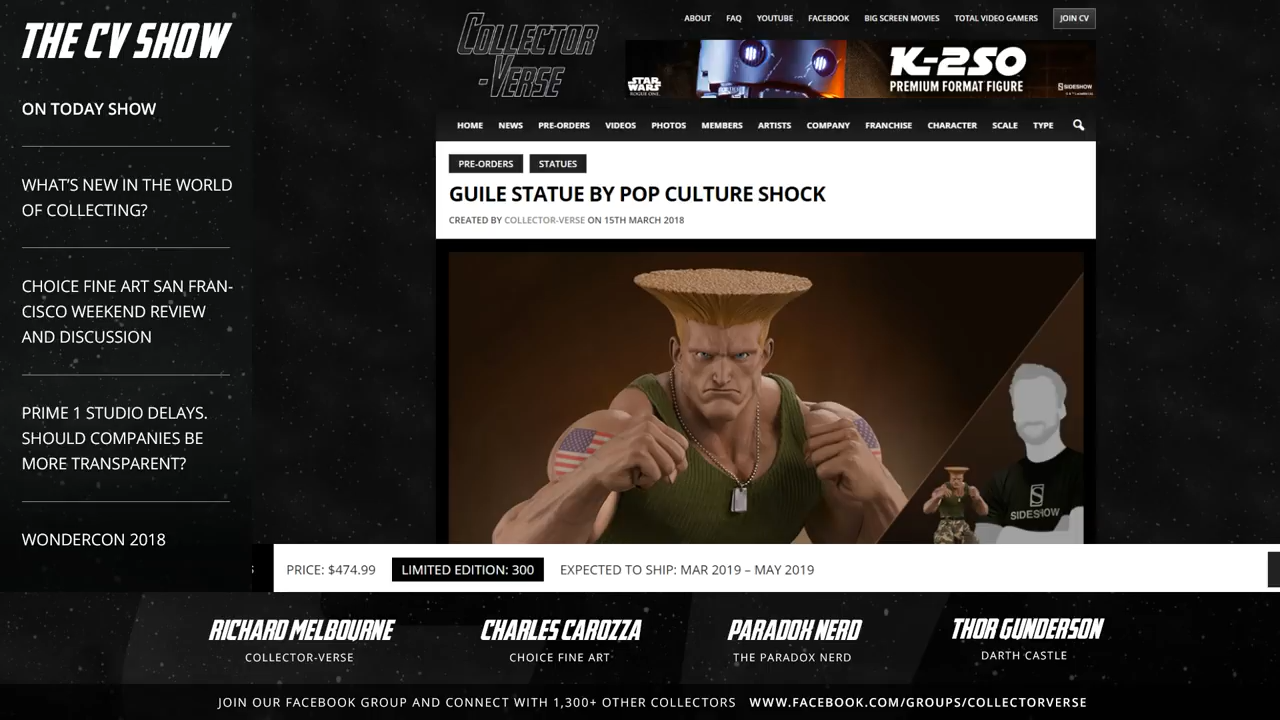 THE CV SHOW
ON TODAY SHOW
WHAT'S NEW IN THE WORLD
OF COLLECTING?
CHOICE FINE ART SAN FRAN-
CISCO WEEKEND REVIEW
AND DISCUSSION
PRIME 1 STUDIO DELAYS.
SHOULD COMPANIES BE
MORE TRANSPARENT?
WONDERCON 2018
COLLECTOR
-VERSE
ABOUT FAQ YOUTUBE FACEBOOK BIG SCREEN MOVIES TOTAL VIDEO GAMERS JOIN CV
STAR
WARS
ROGUE ONE
K-2SO
PREMIUM FORMAT FIGURE
SIDESHOW
HOME NEWS PRE-ORDERS VIDEOS PHOTOS MEMBERS ARTISTS COMPANY FRANCHISE CHARACTER SCALE TYPE
PRE-ORDERS STATUES
GUILE STATUE BY POP CULTURE SHOCK
CREATED BY COLLECTOR-VERSE ON 15TH MARCH 2018
SIDESHOW
PRICE: $474.99 LIMITED EDITION: 300 EXPECTED TO SHIP: MAR 2019 – MAY 2019
RICHARD MELBOURNE
COLLECTOR-VERSE
CHARLES CAROZZA
CHOICE FINE ART
PARADOX NERD
THE PARADOX NERD
THOR GUNDERSON
DARTH CASTLE
JOIN OUR FACEBOOK GROUP AND CONNECT WITH 1,300+ OTHER COLLECTORS WWW.FACEBOOK.COM/GROUPS/COLLECTORVERSE